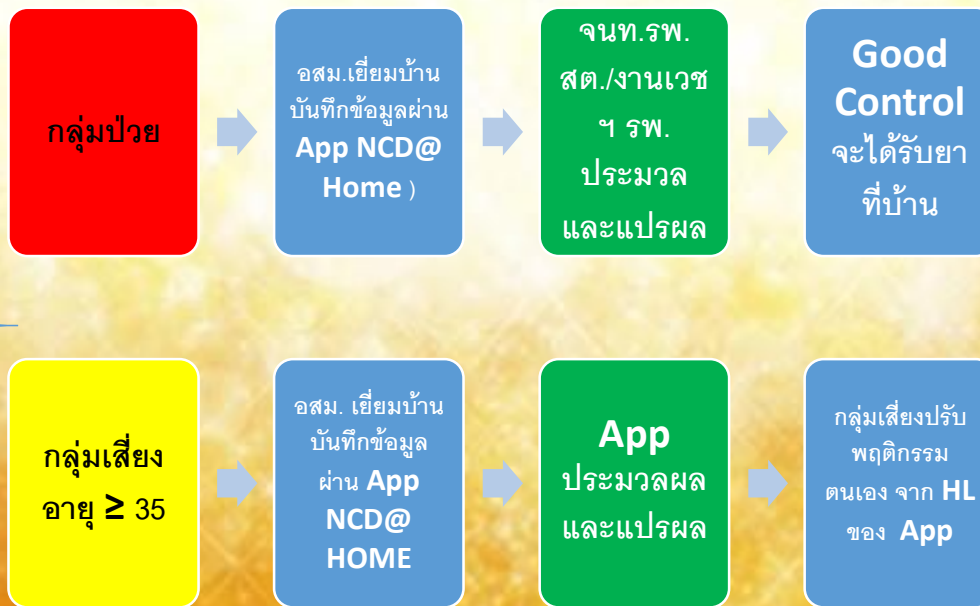 กลุ่มป่วย
อสม.เยี่ยมบ้าน
บันทึกข้อมูลผ่าน
App NCD@
Home )
จนท.รพ.
สต./งานเวช
ฯ รพ.
ประมวล
และแปรผล
Good
Control
จะได้รับยา
ที่บ้าน
กลุ่มเสี่ยง
อายุ ≥ 35
อสม. เยี่ยมบ้าน
บันทึกข้อมูล
ผ่าน App
NCD@
HOME
App
ประมวลผล
และแปรผล
กลุ่มเสี่ยงปรับ
พฤติกรรม
ตนเอง จาก HL
ของ App